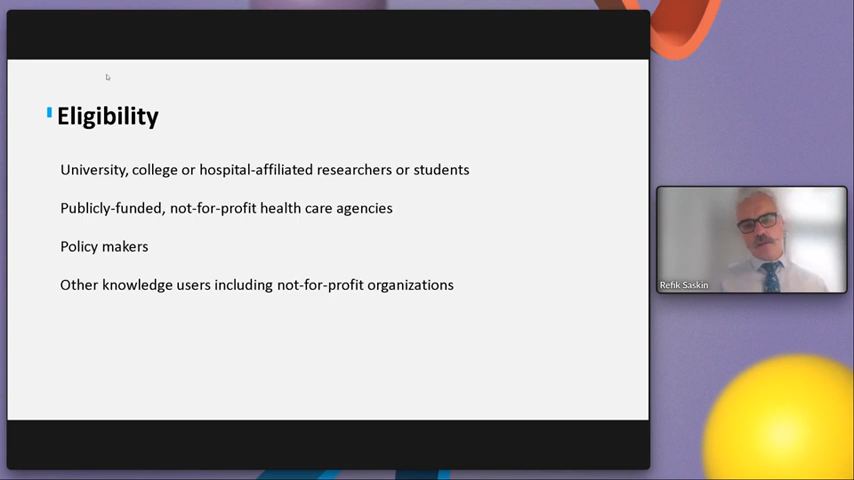 Eligibility
University, college or hospital-affiliated researchers or students
Publicly-funded, not-for-profit health care agencies
Policy makers
Other knowledge users including not-for-profit organizations
Refik Saskin